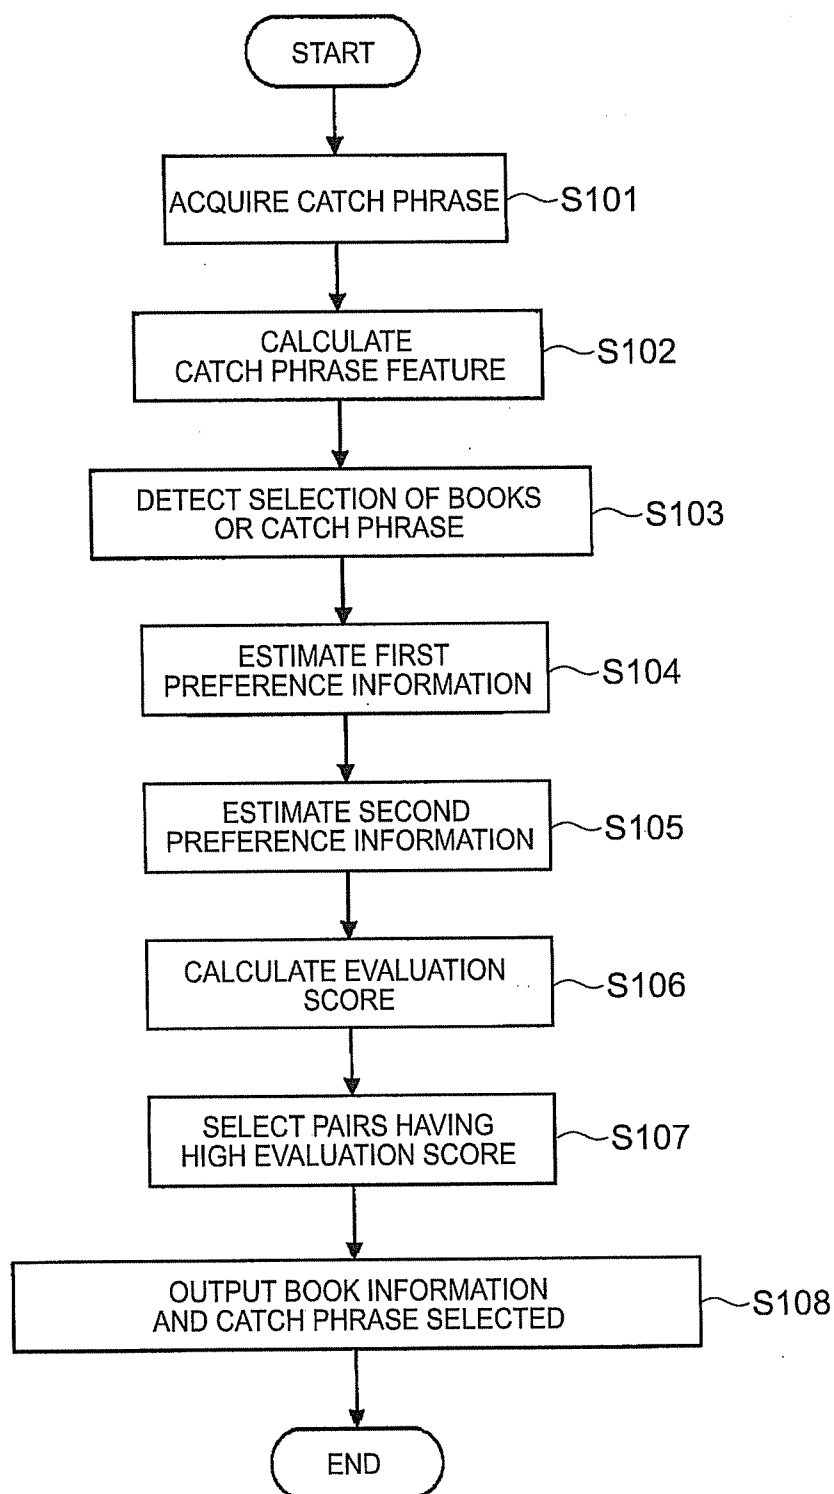 START
ACQUIRE CATCH PHRASE
S101
CALCULATE
CATCH PHRASE FEATURE
S102
DETECT SELECTION OF BOOKS
OR CATCH PHRASE
S103
ESTIMATE FIRST
PREFERENCE INFORMATION
S104
ESTIMATE SECOND
PREFERENCE INFORMATION
S105
CALCULATE EVALUATION
SCORE
S106
SELECT PAIRS HAVING
HIGH EVALUATION SCORE
S107
OUTPUT BOOK INFORMATION
AND CATCH PHRASE SELECTED
S108
END